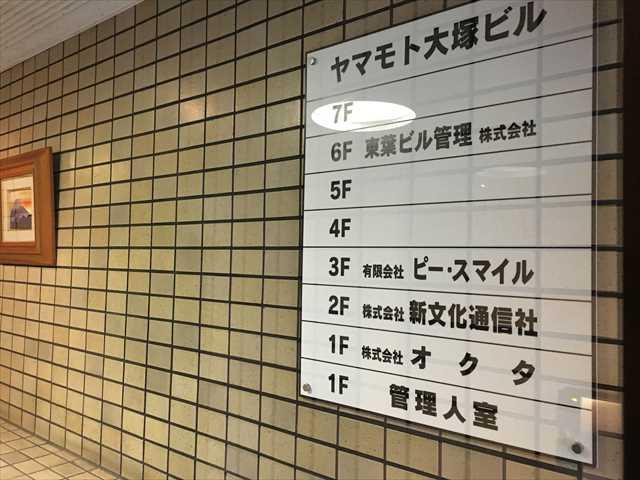 ヤマモト大塚ビル
7F
6F 東葉ビル管理 株式会社
5F
4F
3F 有限会社 ピー・スマイル
2F 株式会社 新文化通信社
1F 株式会社 オクタ
1F 管理人室